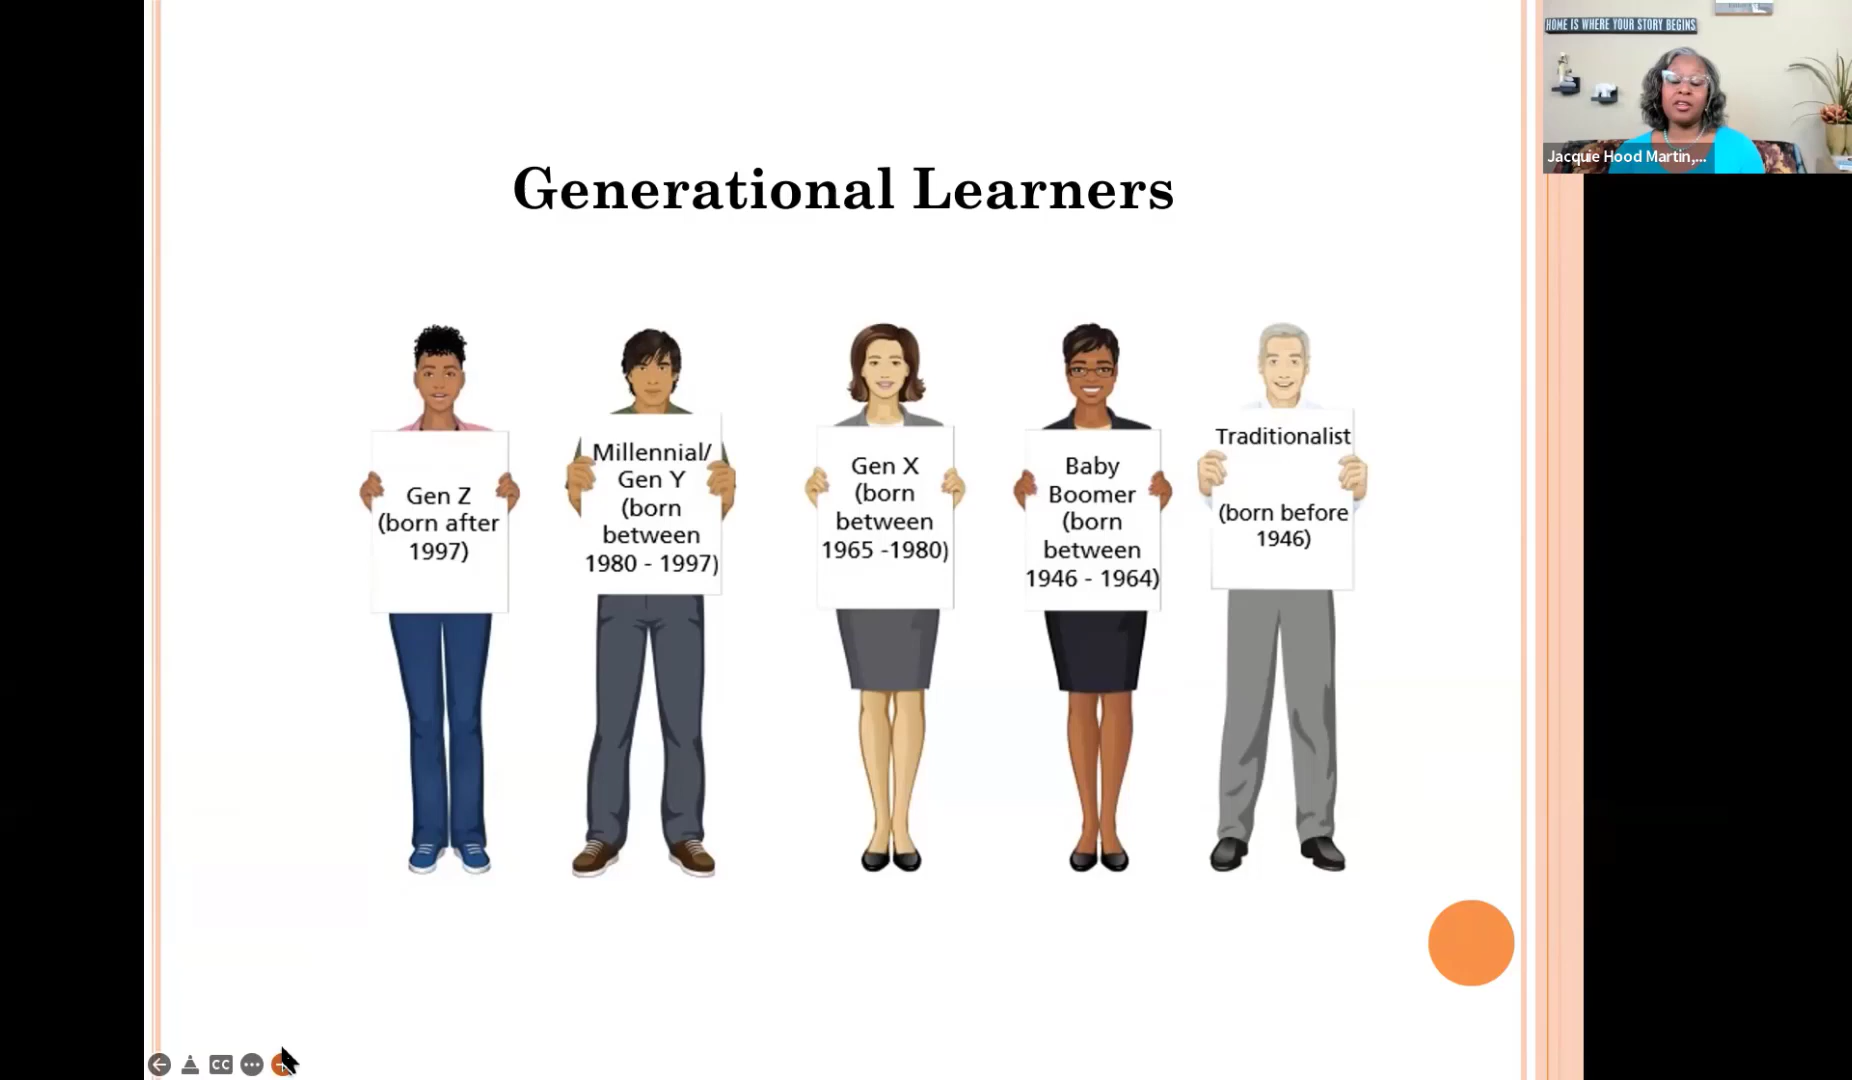 HOME IS WHERE YOUR STORY BEGINS
Jacquie Hood Martin,...
Generational Learners
Gen Z
(born after
1997)
Millennial/
Gen Y
(born
between
1980 - 1997)
Gen X
(born
between
1965 -1980)
Baby
Boomer
(born
between
1946 - 1964)
Traditionalist
(born before
1946)
CC